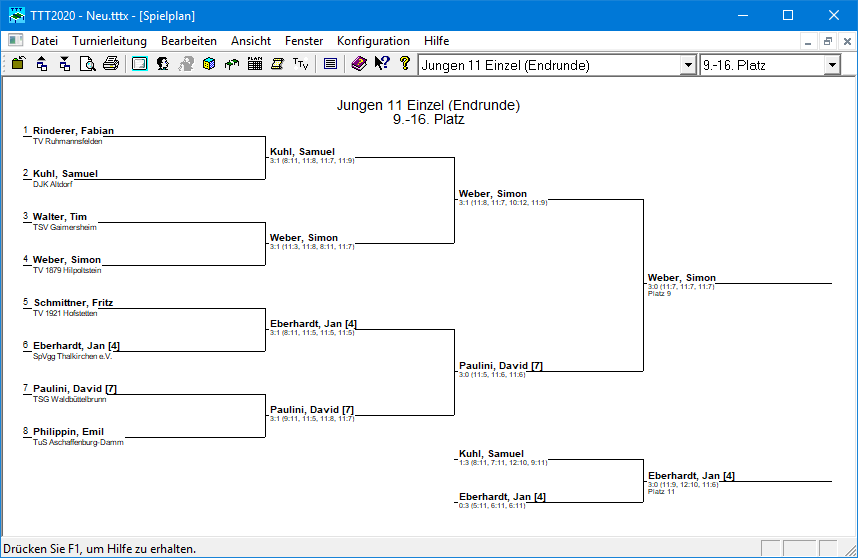 TTT2020 - Neu.tttx - [Spielplan]
Datei Turnierleitung Bearbeiten Ansicht Fenster Konfiguration Hilfe
Jungen 11 Einzel (Endrunde) 9.-16. Platz
Jungen 11 Einzel (Endrunde)
9.-16. Platz
1 Rinderer, Fabian
TV Ruhmannsfelden
Kuhl, Samuel
3:1 (8:11, 11:8, 11:7, 11:9)
2 Kuhl, Samuel
DJK Altdorf
Weber, Simon
3:1 (11:8, 11:7, 10:12, 11:9)
3 Walter, Tim
TSV Gaimersheim
Weber, Simon
3:1 (11:3, 11:8, 8:11, 11:7)
4 Weber, Simon
TV 1879 Hilpoltstein
Weber, Simon
3:0 (11:7, 11:7, 11:7)
Platz 9
5 Schmittner, Fritz
TV 1921 Hofstetten
Eberhardt, Jan [4]
3:1 (8:11, 11:5, 11:5, 11:5)
6 Eberhardt, Jan [4]
SpVgg Thalkirchen e.V.
Paulini, David [7]
3:0 (11:5, 11:6, 11:6)
7 Paulini, David [7]
TSG Waldbüttelbrunn
Paulini, David [7]
3:1 (9:11, 11:5, 11:8, 11:7)
8 Philippin, Emil
TuS Aschaffenburg-Damm
Kuhl, Samuel
1:3 (8:11, 7:11, 12:10, 9:11)
Eberhardt, Jan [4]
3:0 (11:9, 12:10, 11:6)
Platz 11
Eberhardt, Jan [4]
0:3 (5:11, 6:11, 6:11)
Drücken Sie F1, um Hilfe zu erhalten.